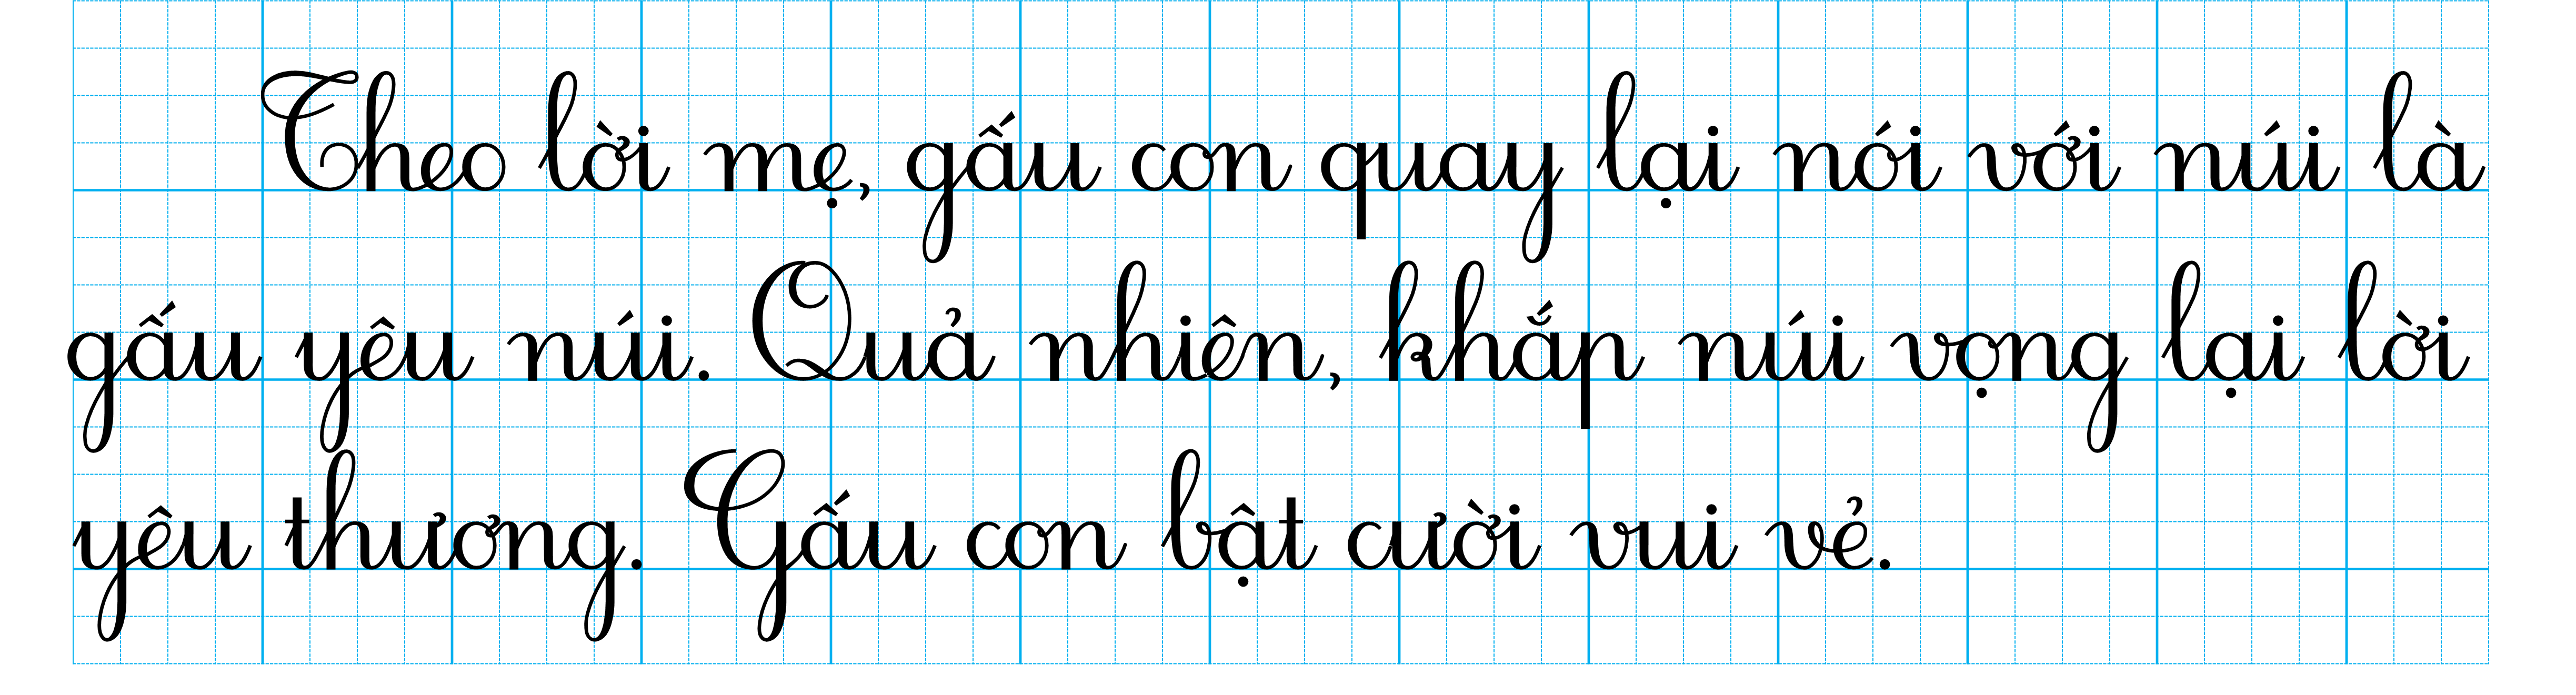 Theo lời mẹ, gấu con quay lại nói với núi là
gấu yêu núi. Quả nhiên, khắp núi vọng lại lời
yêu thương. Gấu con bật cười vui vẻ.